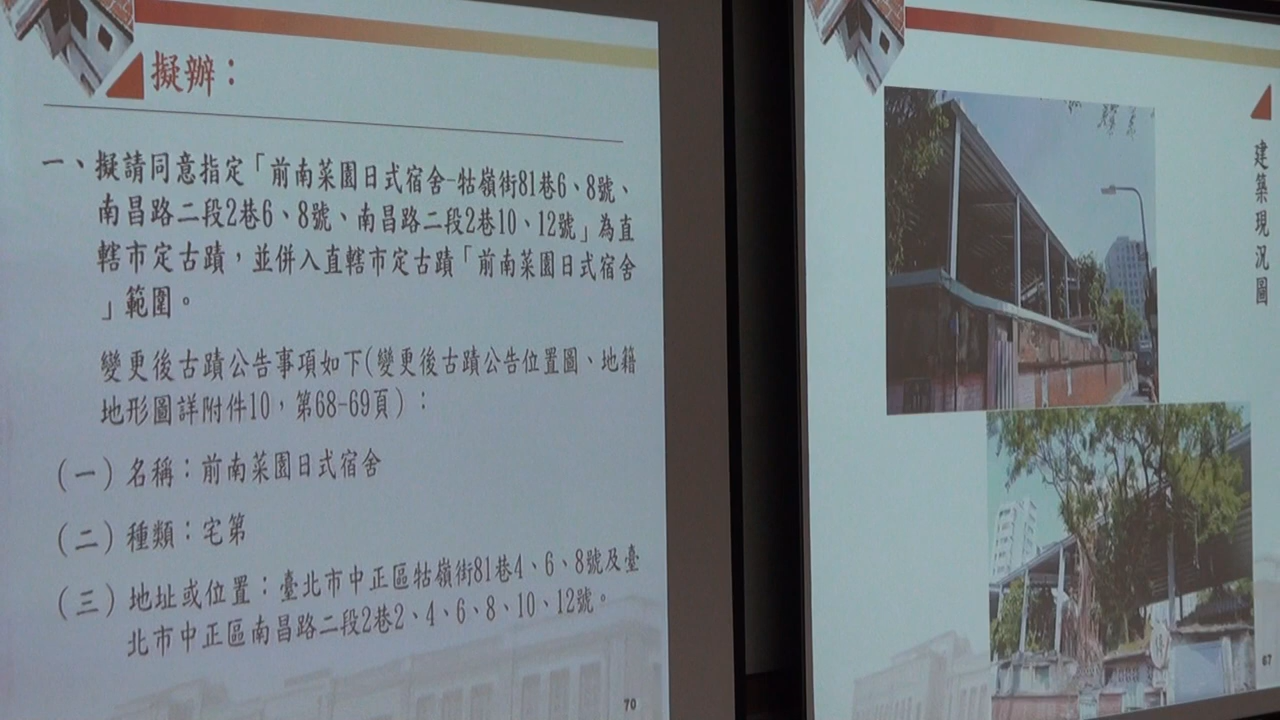 擬辦：
一、擬請同意指定「前南菜園日式宿舍-牯嶺街81巷6、8號、
南昌路二段2巷6、8號、南昌路二段2巷10、12號」為直
轄市定古蹟，並併入直轄市定古蹟「前南菜園日式宿舍
」範圍。
變更後古蹟公告事項如下(變更後古蹟公告位置圖、地籍
地形圖詳附件10，第68-69頁)：
(一)名稱：前南菜園日式宿舍
(二)種類：宅第
(三)地址或位置：臺北市中正區牯嶺街81巷4、6、8號及臺
北市中正區南昌路二段2巷2、4、6、8、10、12號。
70
建築現況圖
67